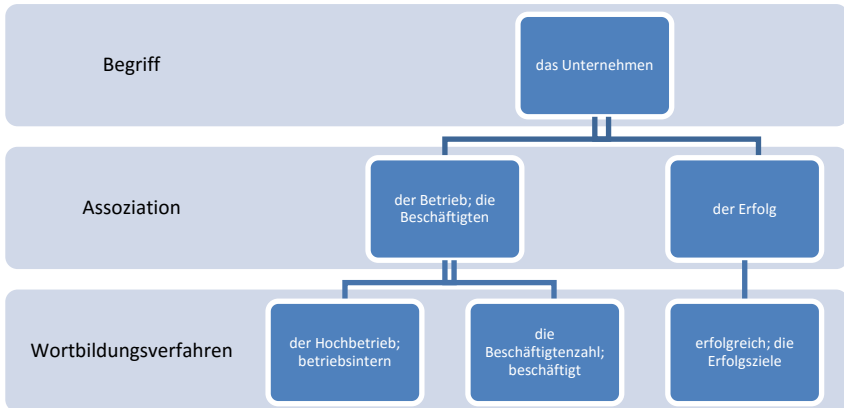 Begriff
das Unternehmen
Assoziation
der Betrieb; die
Beschäftigten
der Erfolg
Wortbildungsverfahren
der Hochbetrieb;
betriebsintern
die
Beschäftigtenzahl;
beschäftigt
erfolgreich; die
Erfolgsziele